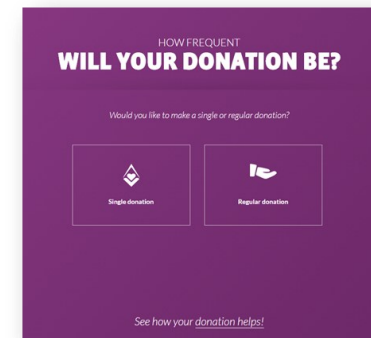 HOW FREQUENT
WILL YOUR DONATION BE?
Would you like to make a single or regular donation?
Single donation
Regular donation
See how your donation helps!